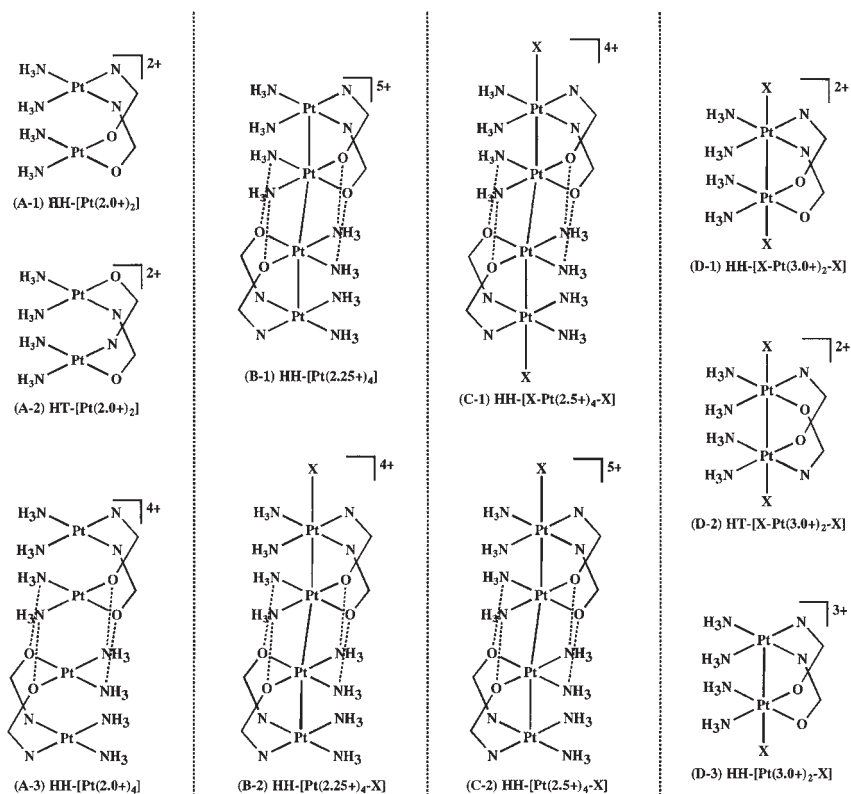 2+
H₃N N
Pt
H₃N N
H₃N O
Pt
H₃N O
(A-1) HH-[Pt(2.0+)₂]
2+
H₃N O
Pt
H₃N N
H₃N N
Pt
H₃N O
(A-2) HT-[Pt(2.0+)₂]
4+
H₃N N
Pt
H₃N N
H₃N O
Pt
H₃N O
O NH3
Pt
O NH3
N NH3
Pt
N NH3
(A-3) HH-[Pt(2.0+)₄]
5+
H₃N N
Pt
H₃N N
H₃N O
Pt
H₃N O
O NH3
Pt
O NH3
N NH3
Pt
N NH3
(B-1) HH-[Pt(2.25+)₄]
X
4+
H₃N N
Pt
H₃N N
H₃N O
Pt
H₃N O
O NH3
Pt
O NH3
N NH3
Pt
N NH3
(B-2) HH-[Pt(2.25+)₄-X]
X
4+
H₃N N
Pt
H₃N N
H₃N O
Pt
H₃N O
O NH3
Pt
O NH3
N NH3
Pt
N NH3
X
(C-1) HH-[X-Pt(2.5+)₄-X]
X
5+
H₃N N
Pt
H₃N N
H₃N O
Pt
H₃N O
O NH3
Pt
O NH3
N NH3
Pt
N NH3
(C-2) HH-[Pt(2.5+)₄-X]
X
2+
H₃N N
Pt
H₃N N
H₃N O
Pt
H₃N O
X
(D-1) HH-[X-Pt(3.0+)₂-X]
X
2+
H₃N N
Pt
H₃N O
H₃N O
Pt
H₃N N
X
(D-2) HT-[X-Pt(3.0+)₂-X]
3+
H₃N N
Pt
H₃N N
H₃N O
Pt
H₃N O
X
(D-3) HH-[Pt(3.0+)₂-X]